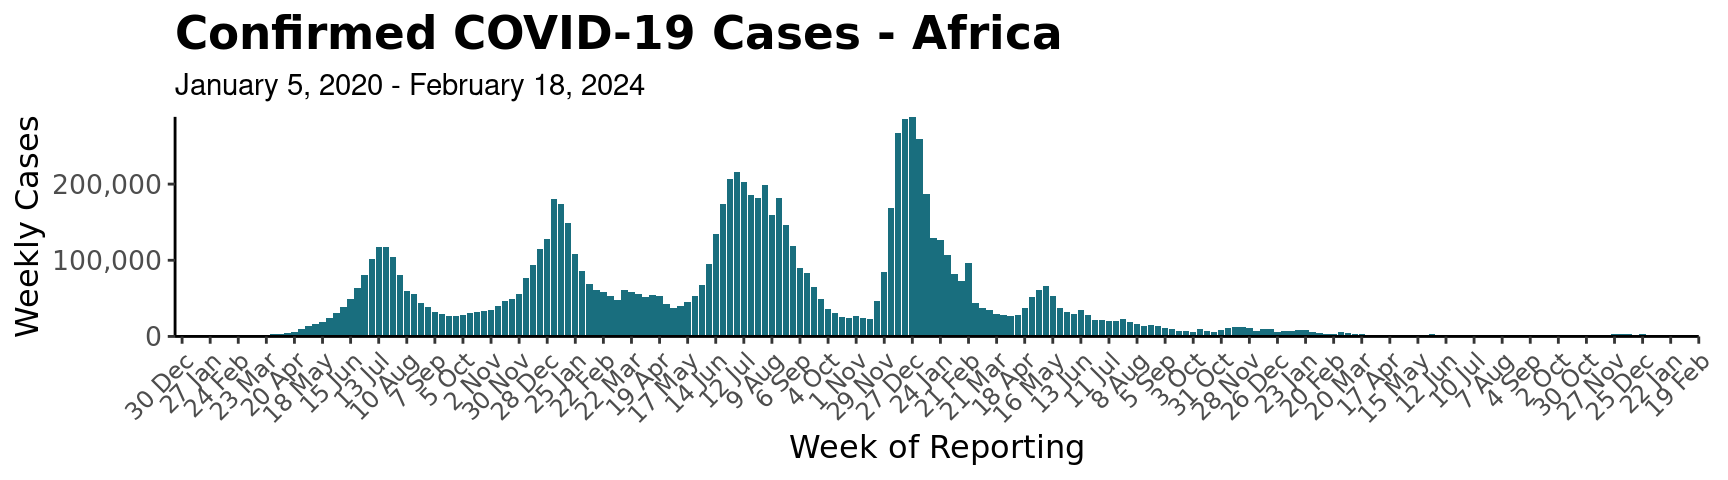 Confirmed COVID-19 Cases - Africa
January 5, 2020 - February 18, 2024
Weekly Cases
200,000
100,000
0
30 Dec
27 Jan
24 Feb
23 Mar
20 Apr
18 May
15 Jun
13 Jul
10 Aug
7 Sep
5 Oct
2 Nov
30 Nov
28 Dec
25 Jan
22 Feb
22 Mar
19 Apr
17 May
14 Jun
12 Jul
9 Aug
6 Sep
4 Oct
1 Nov
29 Nov
27 Dec
24 Jan
21 Feb
21 Mar
18 Apr
16 May
13 Jun
11 Jul
8 Aug
5 Sep
3 Oct
31 Oct
28 Nov
26 Dec
23 Jan
20 Feb
20 Mar
17 Apr
15 May
12 Jun
10 Jul
7 Aug
4 Sep
2 Oct
30 Oct
27 Nov
25 Dec
22 Jan
19 Feb
Week of Reporting